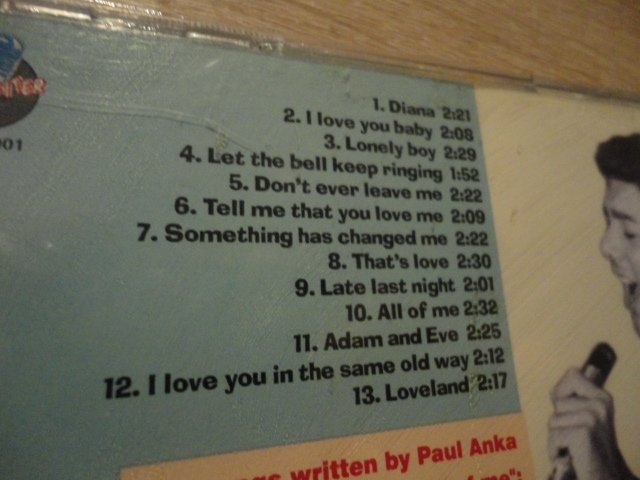 1. Diana 2:21
2. I love you baby 2:08
3. Lonely boy 2:29
4. Let the bell keep ringing 1:52
5. Don't ever leave me 2:22
6. Tell me that you love me 2:09
7. Something has changed me 2:22
8. That's love 2:30
9. Late last night 2:01
10. All of me 2:32
11. Adam and Eve 2:25
12. I love you in the same old way 2:12
13. Loveland 2:17
written by Paul Anka
me":